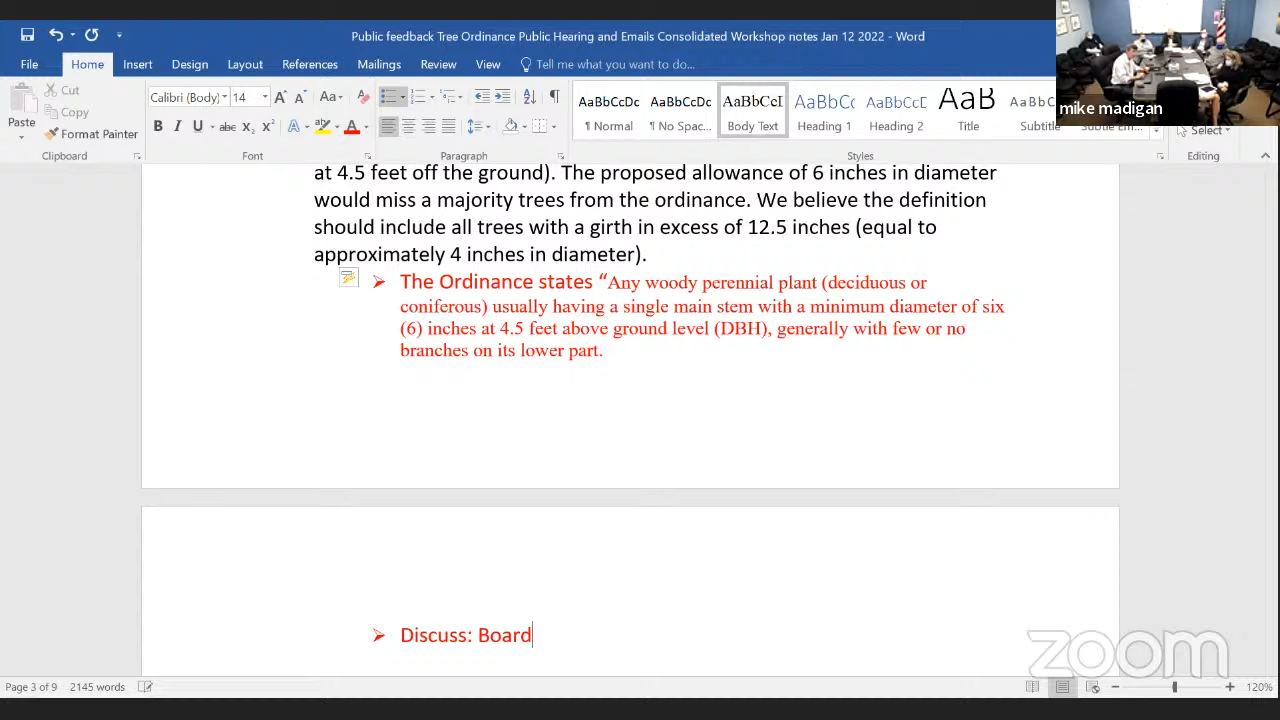 Public feedback Tree Ordinance Public Hearing and Emails Consolidated Workshop notes Jan 12 2022 - Word
File Home Insert Design Layout References Mailings Review View Tell me what you want to do...
mike madigan
Paste
Cut
Copy
Format Painter
Calibri (Body) 14
AaBbCcDc AaBbCcDc AaBbCcI AaBbCc AaBbCcD AaB
¶ Normal ¶ No Spac... Body Text Heading 1 Heading 2 Title Subtitle Subtle Em...
Select
Clipboard Font Paragraph Styles Editing
at 4.5 feet off the ground). The proposed allowance of 6 inches in diameter
would miss a majority trees from the ordinance. We believe the definition
should include all trees with a girth in excess of 12.5 inches (equal to
approximately 4 inches in diameter).
➢ The Ordinance states “Any woody perennial plant (deciduous or
coniferous) usually having a single main stem with a minimum diameter of six
(6) inches at 4.5 feet above ground level (DBH), generally with few or no
branches on its lower part.
➢ Discuss: Board
zoom
Page 3 of 9 2145 words 120%